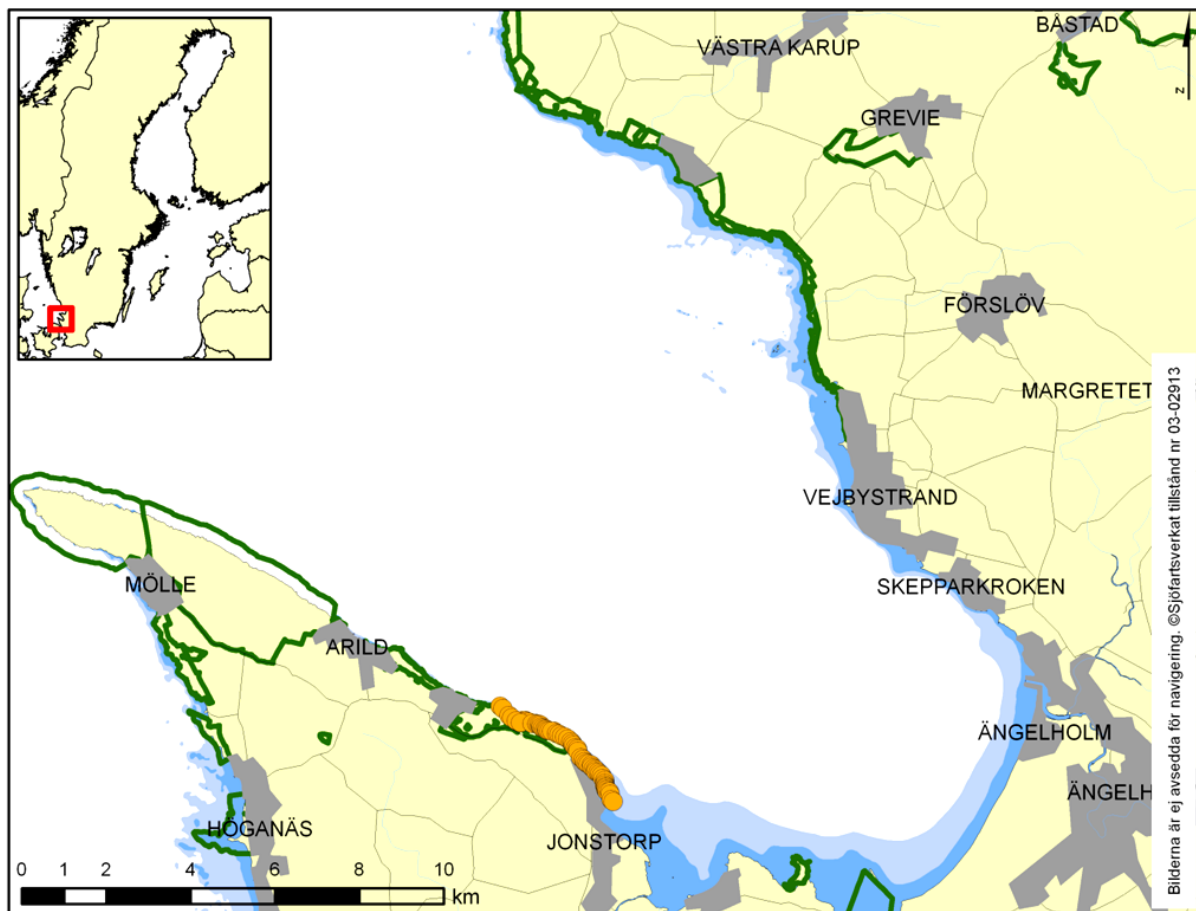 BÅSTAD
VÄSTRA KARUP
z
GREVIE
FÖRSLÖV
MARGRETET
VEJBYSTRAND
SKEPPARKROKEN
MÖLLE
ARILD
ÄNGELHOLM
ÄNGELH
HÖGANÄS
JONSTORP
0 1 2 4 6 8 10
km
Bilderna är ej avsedda för navigering. ©Sjöfartsverkat tillstånd nr 03-02913